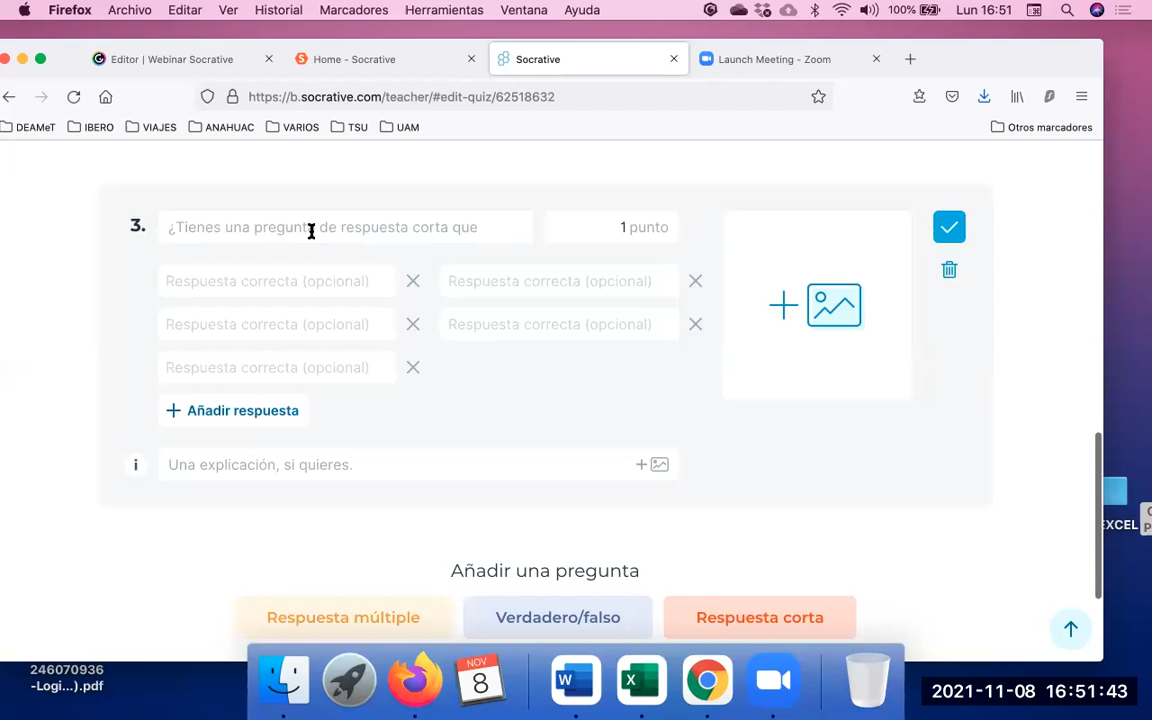 Firefox Archivo Editar Ver Historial Marcadores Herramientas Ventana Ayuda 100% Lun 16:51
Editor | Webinar Socrative Home - Socrative Socrative Launch Meeting - Zoom
https://b.socrative.com/teacher/#edit-quiz/62518632
DEAMeT IBERO VIAJES ANAHUAC VARIOS TSU UAM Otros marcadores
3. ¿Tienes una pregunta de respuesta corta que 1 punto
Respuesta correcta (opcional) Respuesta correcta (opcional)
Respuesta correcta (opcional) Respuesta correcta (opcional)
Respuesta correcta (opcional)
+ Añadir respuesta
i Una explicación, si quieres.
Añadir una pregunta
Respuesta múltiple Verdadero/falso Respuesta corta
246070936
-Logi...).pdf
NOV
8
2021-11-08 16:51:43